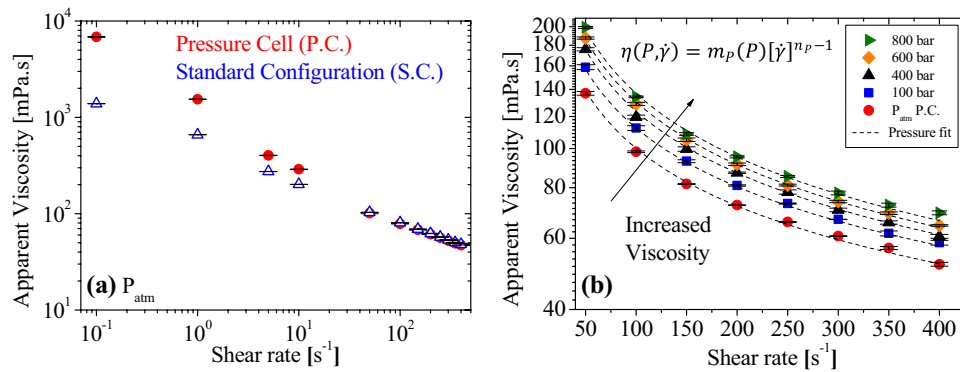 Apparent Viscosity [mPa.s]
10^4
10^3
10^2
10^1
Pressure Cell (P.C.)
Standard Configuration (S.C.)
(a) P_atm
10^-1 10^0 10^1 10^2
Shear rate [s^-1]
Apparent Viscosity [mPa.s]
200
180
160
140
120
100
80
60
40
η(P,γ̇) = m_P(P)[γ̇]^{n_P−1}
800 bar
600 bar
400 bar
100 bar
P_atm P.C.
Pressure fit
Increased
Viscosity
(b)
50 100 150 200 250 300 350 400
Shear rate [s^-1]